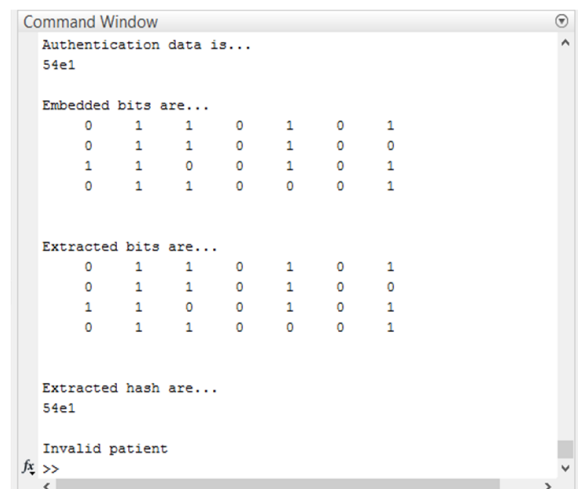 Command Window
Authentication data is...
54e1
Embedded bits are...
0 1 1 0 1 0 1
0 1 1 0 1 0 0
1 1 0 0 1 0 1
0 1 1 0 0 0 1
Extracted bits are...
0 1 1 0 1 0 1
0 1 1 0 1 0 0
1 1 0 0 1 0 1
0 1 1 0 0 0 1
Extracted hash are...
54e1
Invalid patient
fx >>